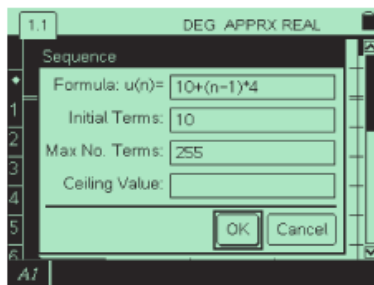 1.1 DEG APPRX REAL
Sequence
Formula: u(n)= 10+(n-1)*4
1
Initial Terms: 10
2
Max No. Terms: 255
3
Ceiling Value:
4
5 OK Cancel
6
A1